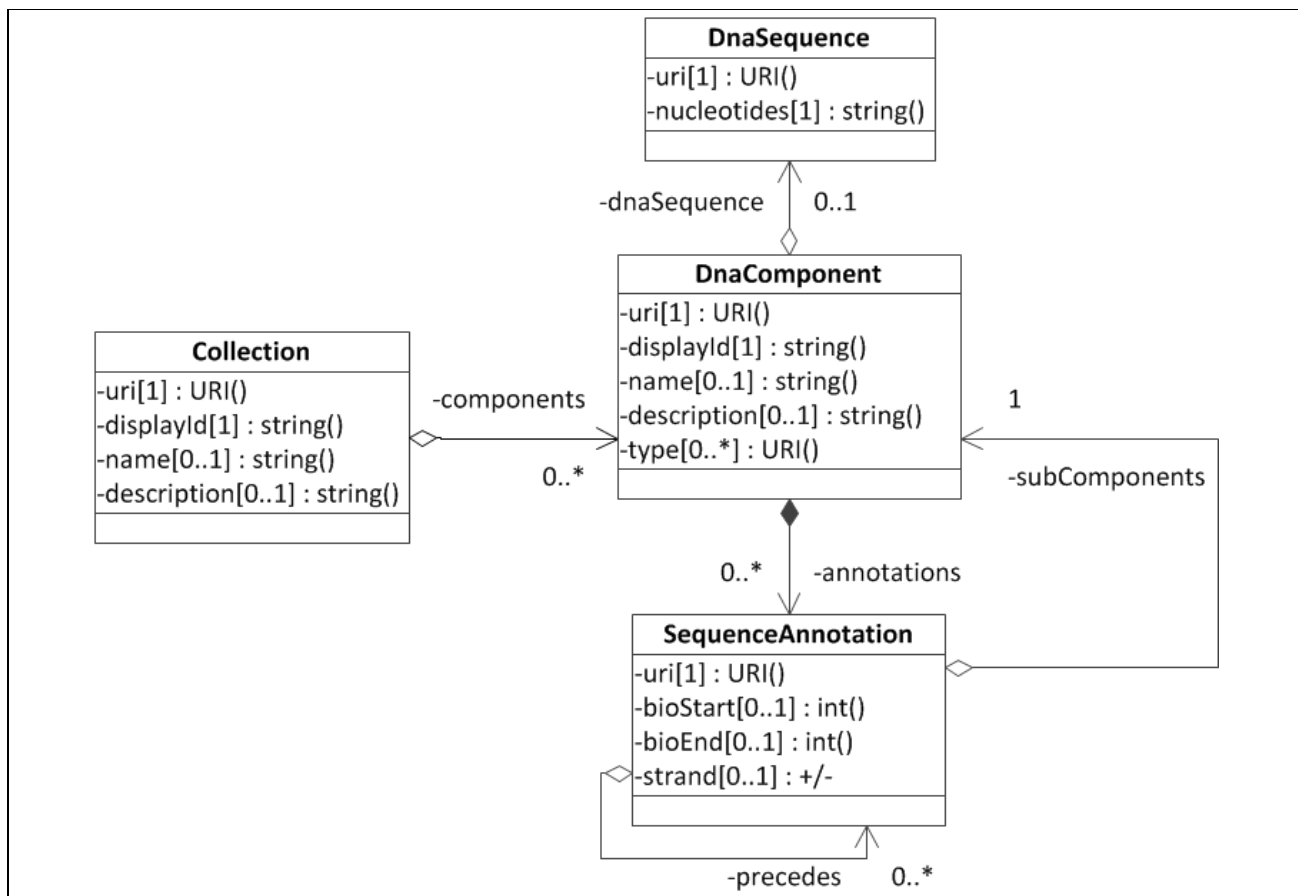 DnaSequence
-uri[1] : URI()
-nucleotides[1] : string()
-dnaSequence
0..1
DnaComponent
-uri[1] : URI()
-displayId[1] : string()
-name[0..1] : string()
-description[0..1] : string()
-type[0..*] : URI()
Collection
-uri[1] : URI()
-displayId[1] : string()
-name[0..1] : string()
-description[0..1] : string()
-components
0..*
1
-subComponents
0..*
-annotations
SequenceAnnotation
-uri[1] : URI()
-bioStart[0..1] : int()
-bioEnd[0..1] : int()
-strand[0..1] : +/-
-precedes
0..*